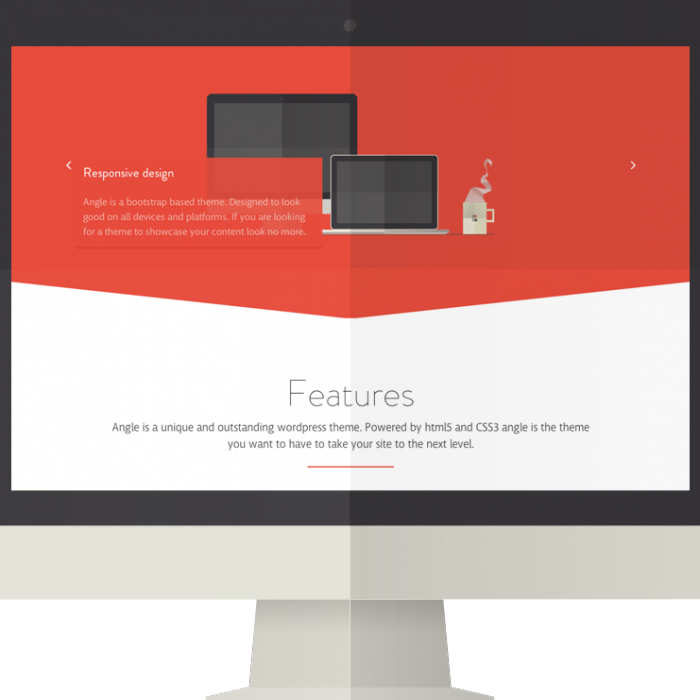 Responsive design
Angle is a bootstrap based theme. Designed to look
good on all devices and platforms. If you are looking
for a theme to showcase your content look no more.
Features
Angle is a unique and outstanding wordpress theme. Powered by html5 and CSS3 angle is the theme
you want to have to take your site to the next level.